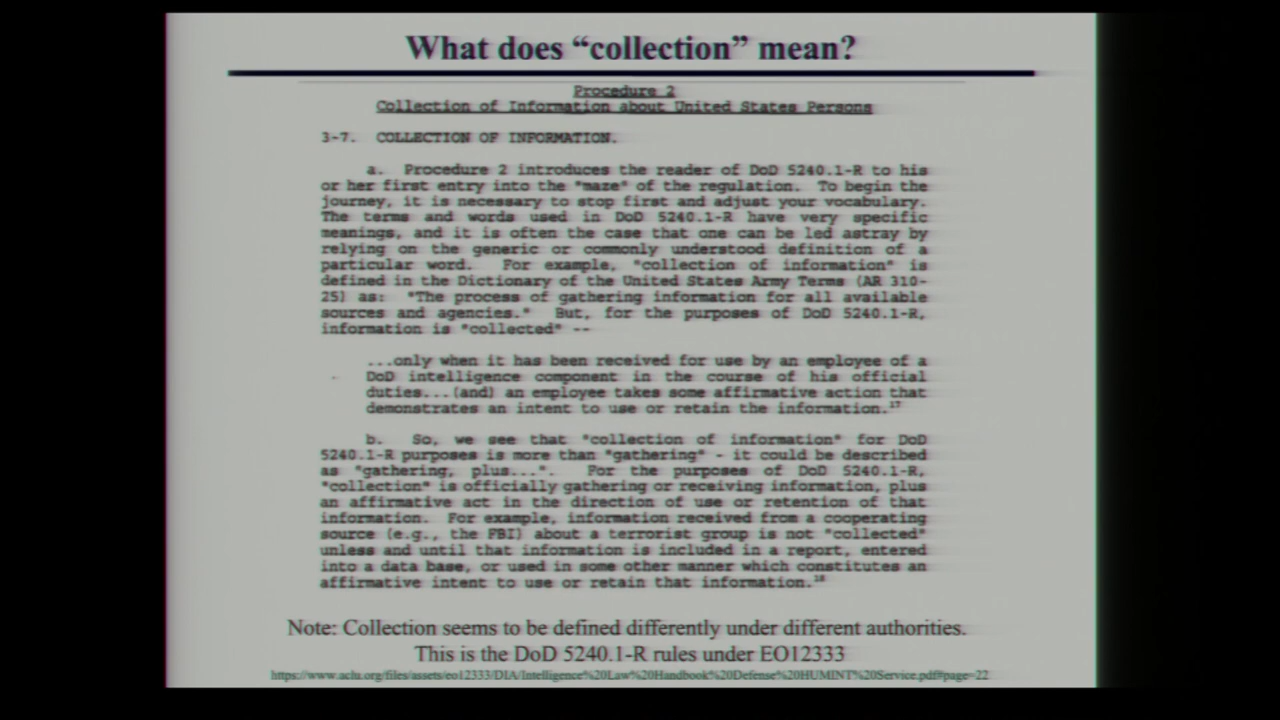 What does “collection” mean?
Procedure 2
Collection of Information about United States Persons
3-7. COLLECTION OF INFORMATION.
a. Procedure 2 introduces the reader of DoD 5240.1-R to his
or her first entry into the "maze" of the regulation. To begin the
journey, it is necessary to stop first and adjust your vocabulary.
The terms and words used in DoD 5240.1-R have very specific
meanings, and it is often the case that one can be led astray by
relying on the generic or commonly understood definition of a
particular word. For example, "collection of information" is
defined in the Dictionary of the United States Army Terms (AR 310-
25) as: "The process of gathering information for all available
sources and agencies." But, for the purposes of DoD 5240.1-R,
information is "collected" --
...only when it has been received for use by an employee of a
DoD intelligence component in the course of his official
duties...(and) an employee takes some affirmative action that
demonstrates an intent to use or retain the information.17
b. So, we see that "collection of information" for DoD
5240.1-R purposes is more than "gathering" - it could be described
as "gathering, plus...". For the purposes of DoD 5240.1-R,
"collection" is officially gathering or receiving information, plus
an affirmative act in the direction of use or retention of that
information. For example, information received from a cooperating
source (e.g., the FBI) about a terrorist group is not "collected"
unless and until that information is included in a report, entered
into a data base, or used in some other manner which constitutes an
affirmative intent to use or retain that information.18
Note: Collection seems to be defined differently under different authorities.
This is the DoD 5240.1-R rules under EO12333
https://www.aclu.org/files/assets/eo12333/DIA/Intelligence%20Law%20Handbook%20Defense%20HUMINT%20Service.pdf#page=22